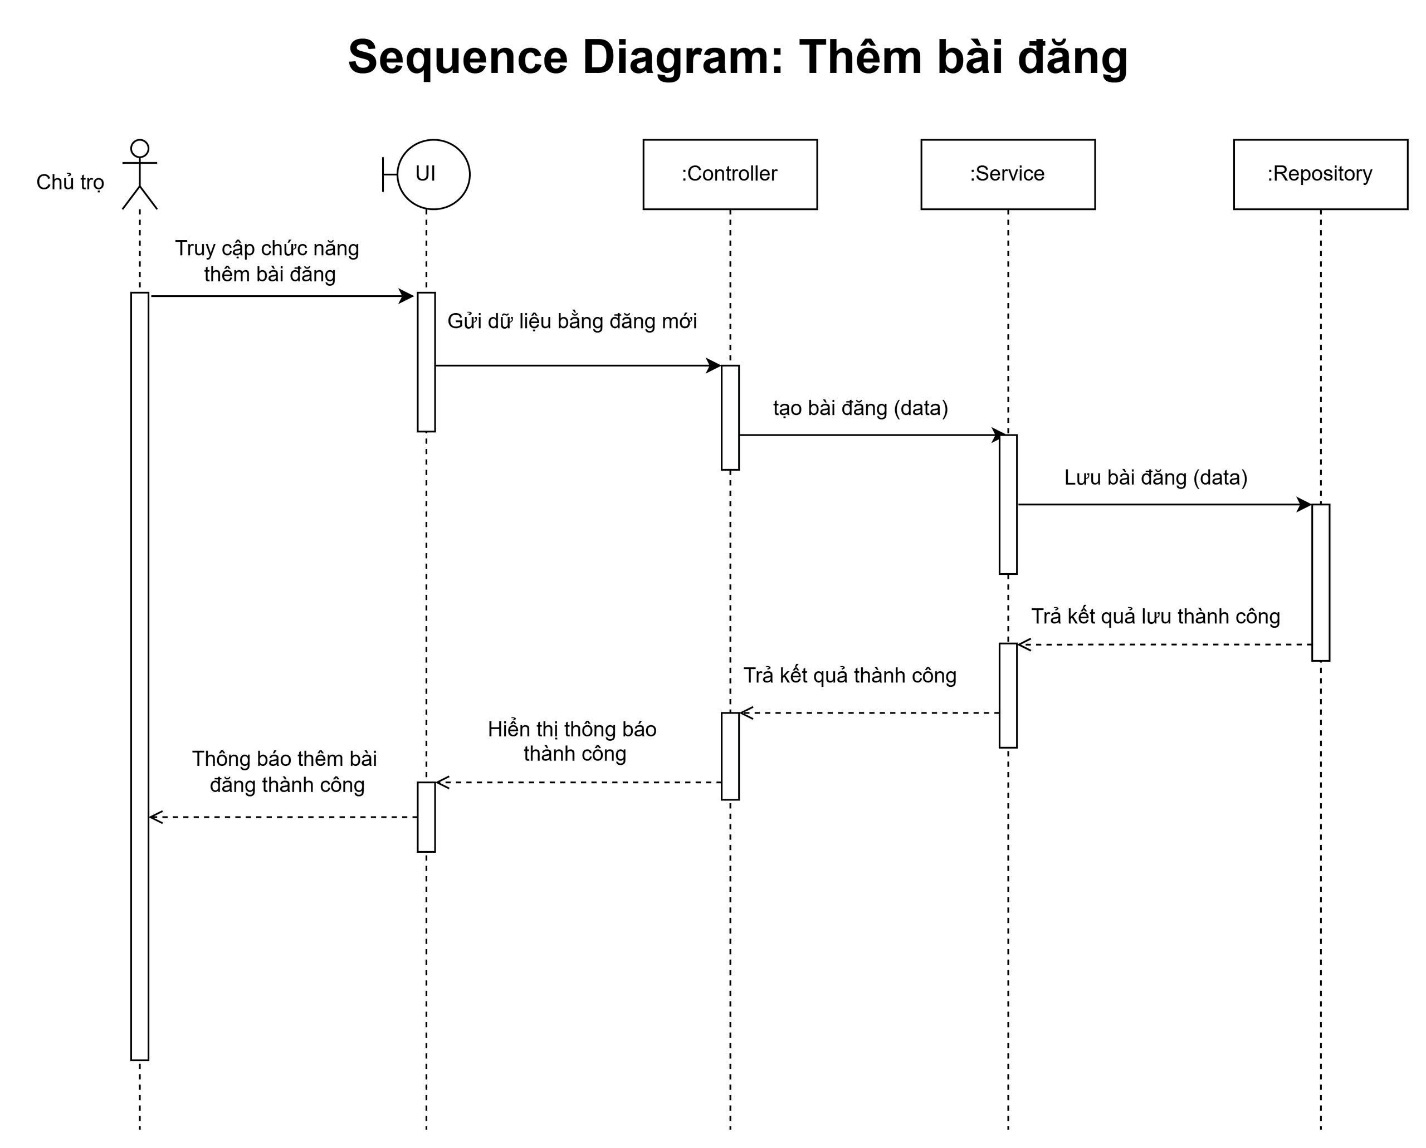 Sequence Diagram: Thêm bài đăng
Chủ trọ
UI
:Controller
:Service
:Repository
Truy cập chức năng
thêm bài đăng
Gửi dữ liệu bằng đăng mới
tạo bài đăng (data)
Lưu bài đăng (data)
Trả kết quả lưu thành công
Trả kết quả thành công
Hiển thị thông báo
thành công
Thông báo thêm bài
đăng thành công